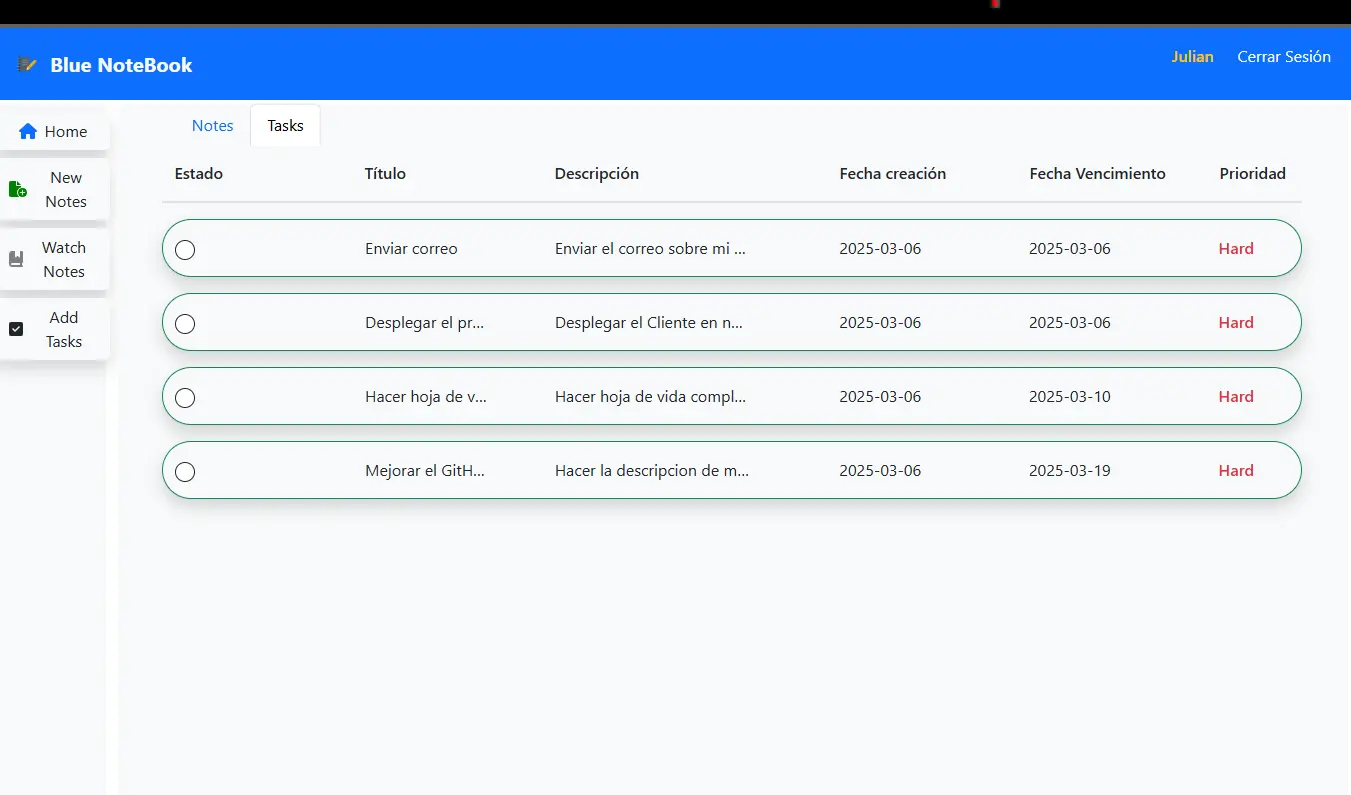 Blue NoteBook
Julian Cerrar Sesión
Home
New
Notes
Watch
Notes
Add
Tasks
Notes Tasks
Estado Título Descripción Fecha creación Fecha Vencimiento Prioridad
Enviar correo Enviar el correo sobre mi ... 2025-03-06 2025-03-06 Hard
Desplegar el pr... Desplegar el Cliente en n... 2025-03-06 2025-03-06 Hard
Hacer hoja de v... Hacer hoja de vida compl... 2025-03-06 2025-03-10 Hard
Mejorar el GitH... Hacer la descripcion de m... 2025-03-06 2025-03-19 Hard